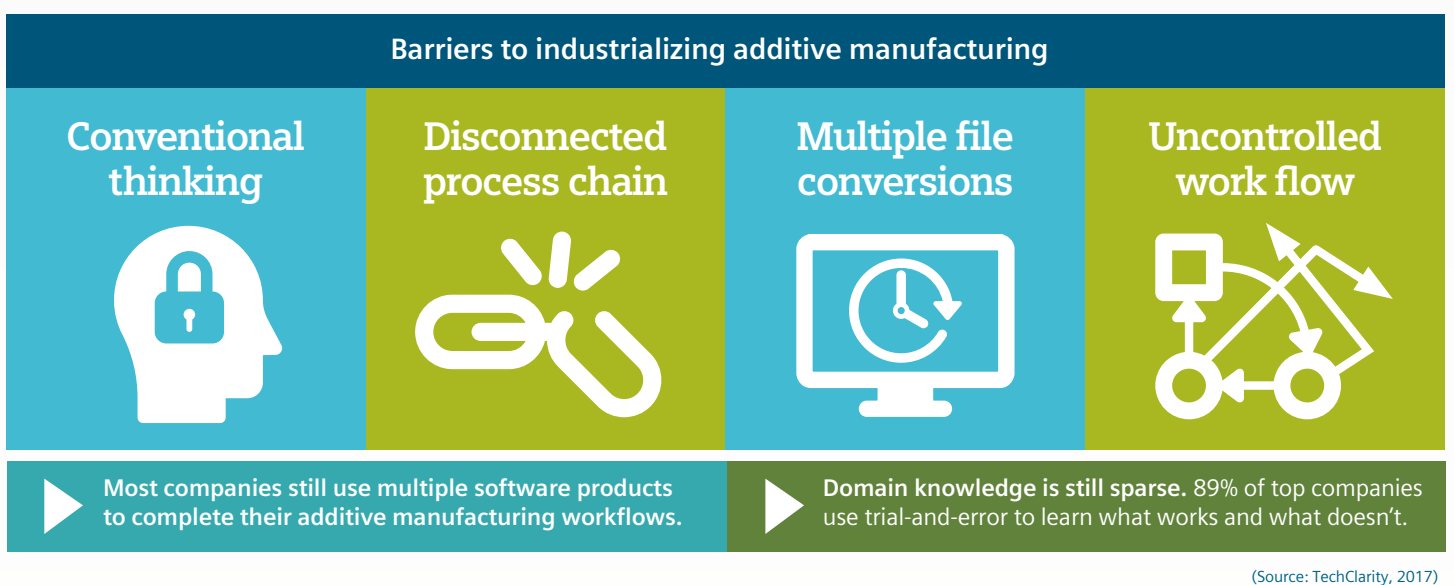 Barriers to industrializing additive manufacturing
Conventional
thinking
Disconnected
process chain
Multiple file
conversions
Uncontrolled
work flow
Most companies still use multiple software products
to complete their additive manufacturing workflows.
Domain knowledge is still sparse. 89% of top companies
use trial-and-error to learn what works and what doesn't.
(Source: TechClarity, 2017)